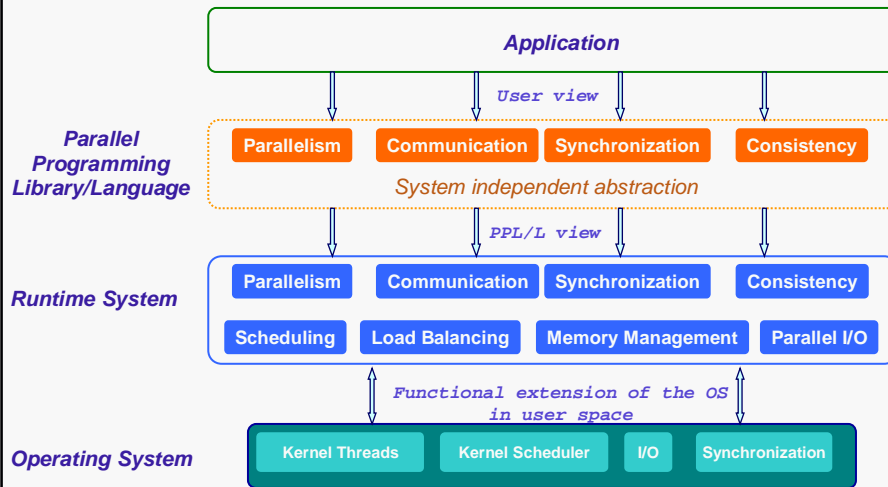 Application
User view
Parallel
Programming
Library/Language
Parallelism Communication Synchronization Consistency
System independent abstraction
PPL/L view
Runtime System
Parallelism Communication Synchronization Consistency
Scheduling Load Balancing Memory Management Parallel I/O
Functional extension of the OS
in user space
Operating System
Kernel Threads Kernel Scheduler I/O Synchronization